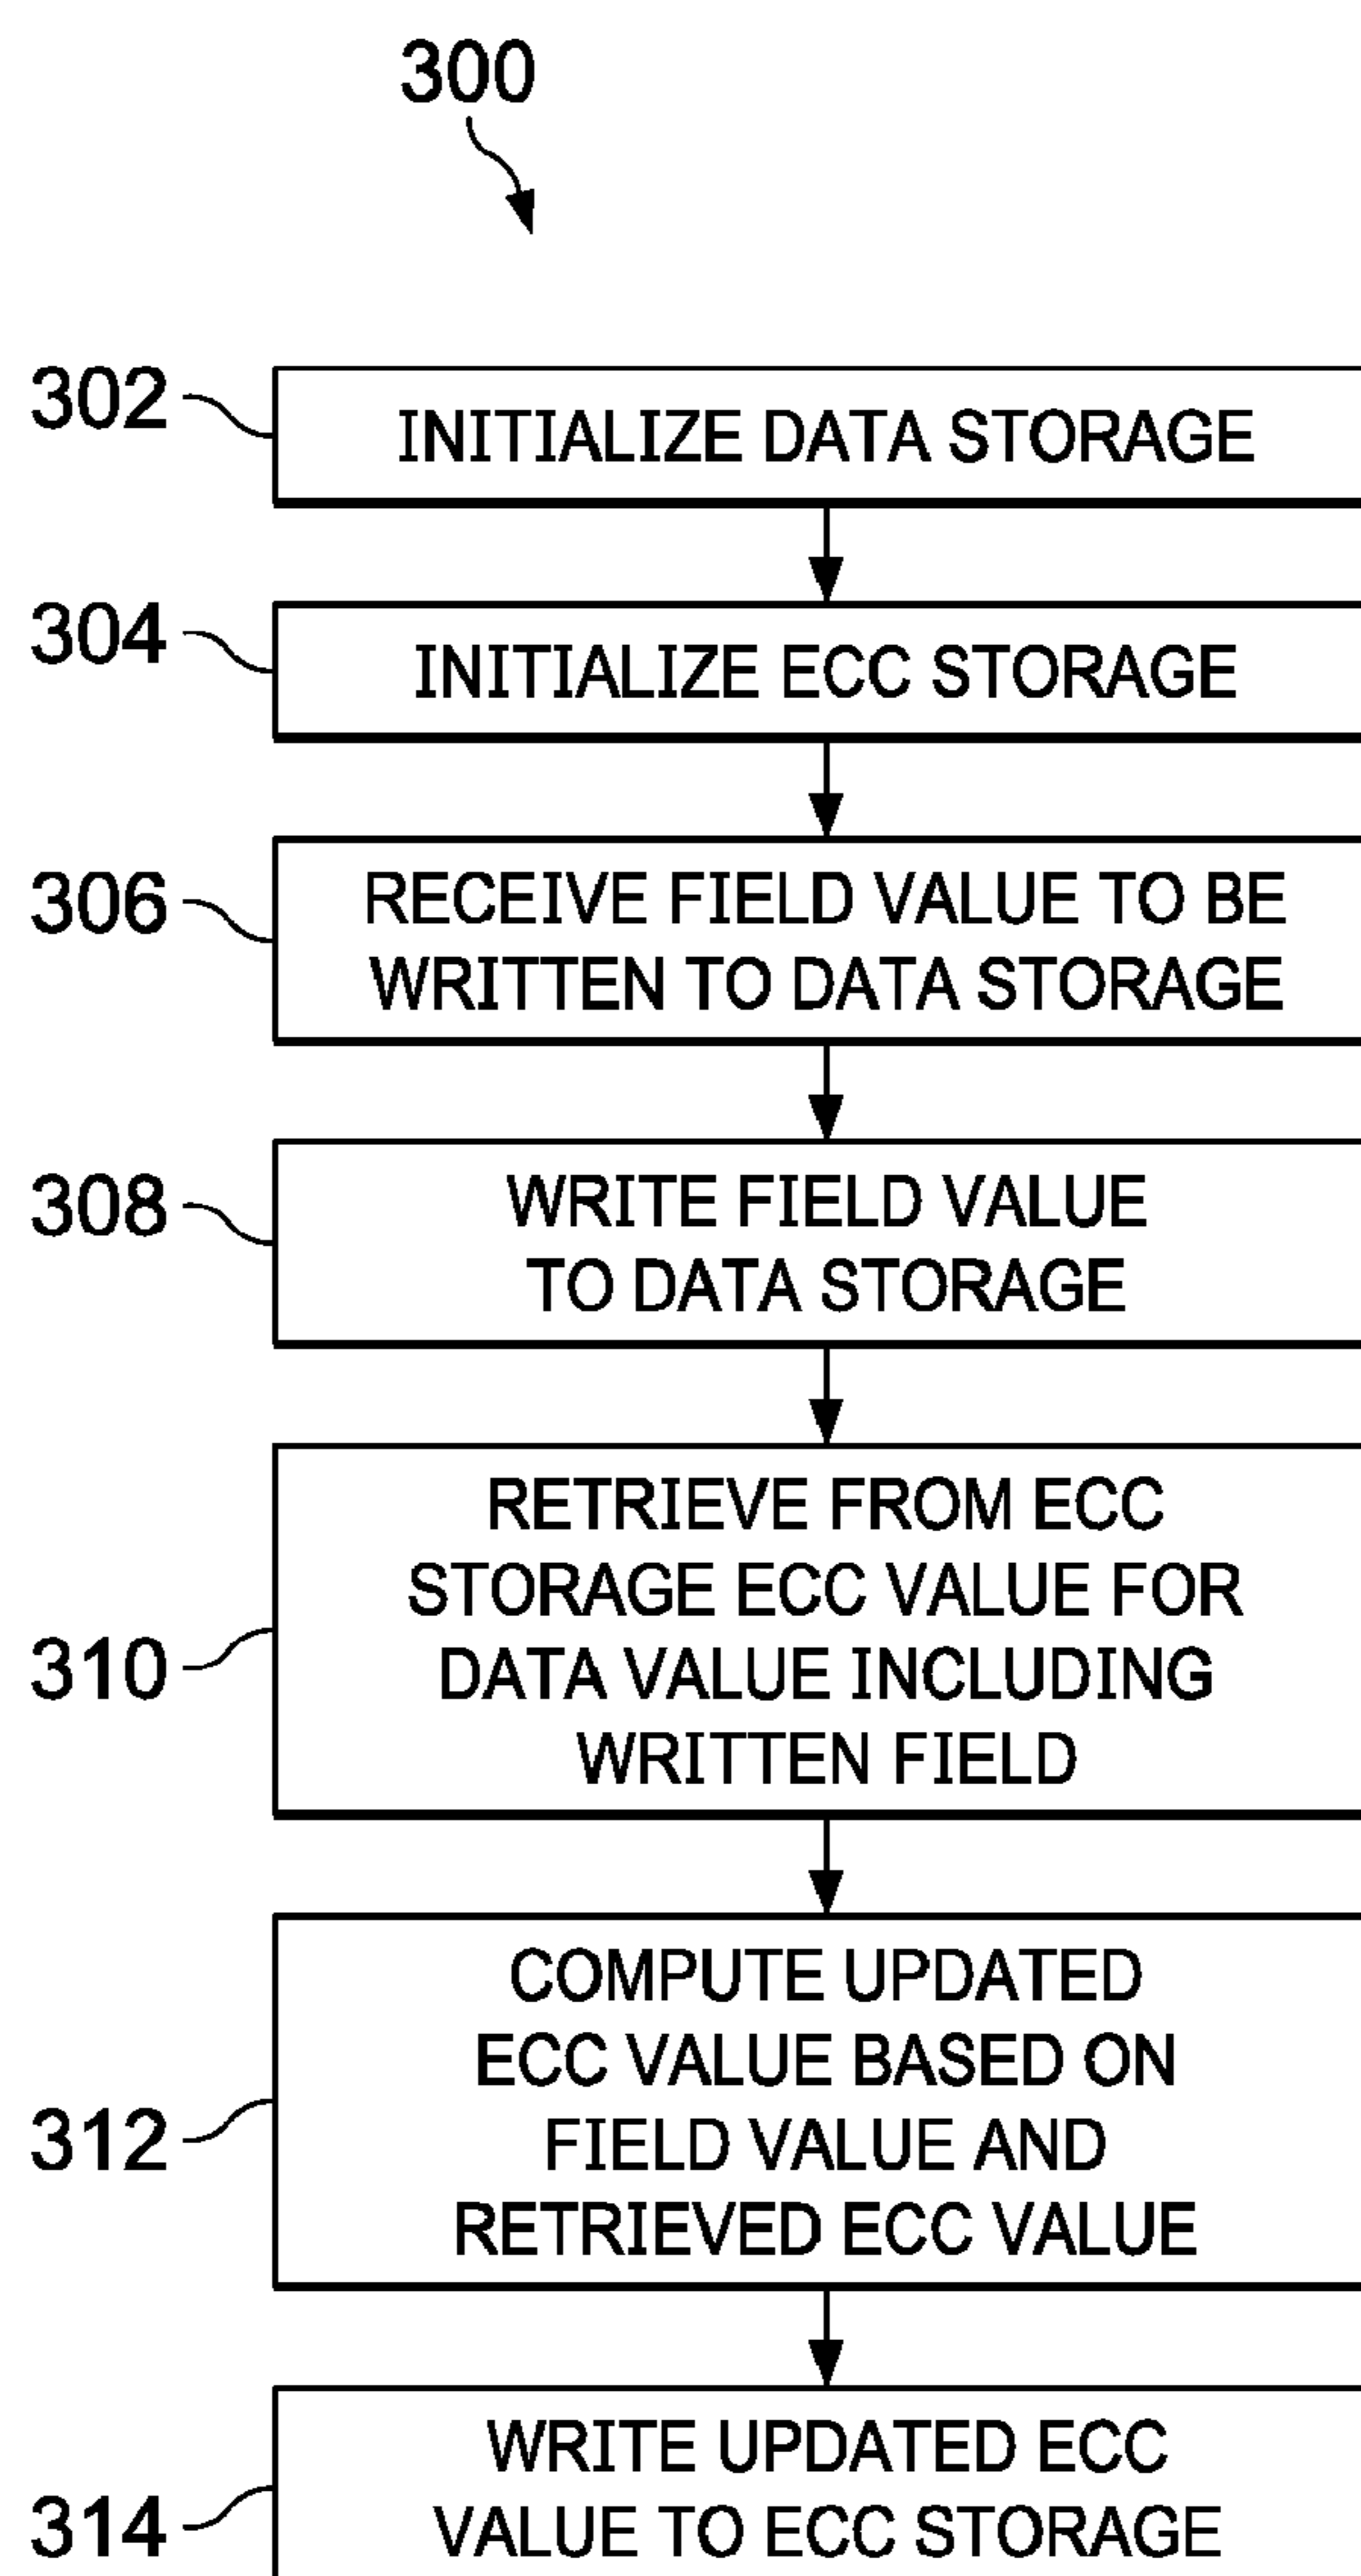 300
302
INITIALIZE DATA STORAGE
304
INITIALIZE ECC STORAGE
306
RECEIVE FIELD VALUE TO BE
WRITTEN TO DATA STORAGE
308
WRITE FIELD VALUE
TO DATA STORAGE
310
RETRIEVE FROM ECC
STORAGE ECC VALUE FOR
DATA VALUE INCLUDING
WRITTEN FIELD
312
COMPUTE UPDATED
ECC VALUE BASED ON
FIELD VALUE AND
RETRIEVED ECC VALUE
314
WRITE UPDATED ECC
VALUE TO ECC STORAGE